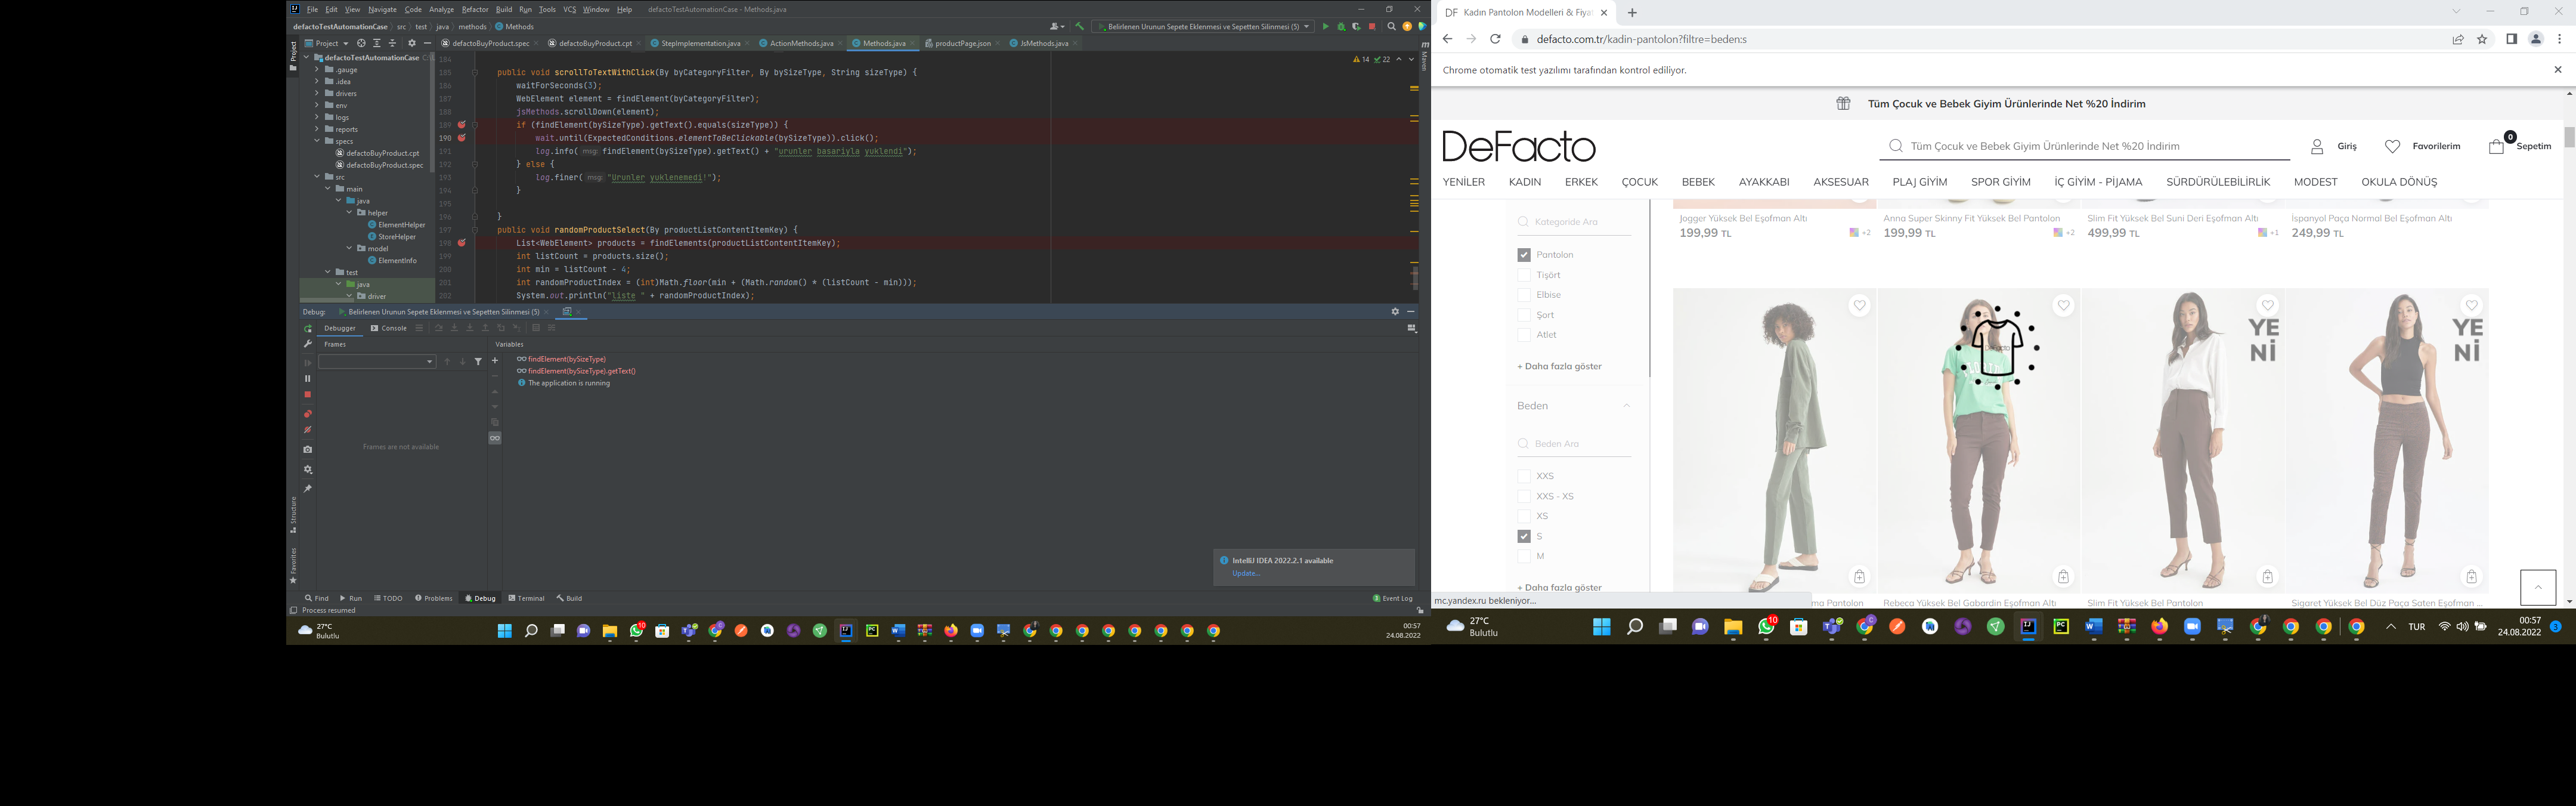 File Edit View Navigate Code Analyze Refactor Build Run Tools VCS Window Help defactoTestAutomationCase - Methods.java
defactoTestAutomationCase src test java methods Methods
Belirlenen Urunun Sepete Eklenmesi ve Sepetten Silinmesi (5)
Project
defactoBuyProduct.spec defactoBuyProduct.cpt StepImplementation.java ActionMethods.java Methods.java productPage.json JsMethods.java
defactoTestAutomationCase
.gauge
.idea
drivers
env
logs
reports
specs
defactoBuyProduct.cpt
defactoBuyProduct.spec
src
main
java
helper
ElementHelper
StoreHelper
model
ElementInfo
test
java
driver
Project
Maven
14 22
184
185 public void scrollToTextWithClick(By byCategoryFilter, By bySizeType, String sizeType) {
186 waitForSeconds(3);
187 WebElement element = findElement(byCategoryFilter);
188 jsMethods.scrollDown(element);
189 if (findElement(bySizeType).getText().equals(sizeType)) {
190 wait.until(ExpectedConditions.elementToBeClickable(bySizeType)).click();
191 log.info( msg: findElement(bySizeType).getText() + "urunler basariyla yuklendi");
192 } else {
193 log.finer( msg: "Urunler yuklenemedi!");
194 }
195
196 }
197 public void randomProductSelect(By productListContentItemKey) {
198 List<WebElement> products = findElements(productListContentItemKey);
199 int listCount = products.size();
200 int min = listCount - 4;
201 int randomProductIndex = (int)Math.floor(min + (Math.random() * (listCount - min)));
202 System.out.println("liste " + randomProductIndex);
Debug: Belirlenen Urunun Sepete Eklenmesi ve Sepetten Silinmesi (5)
Debugger Console
Frames Variables
findElement(bySizeType)
findElement(bySizeType).getText()
The application is running
Frames are not available
Structure
Favorites
IntelliJ IDEA 2022.2.1 available
Update...
Find Run TODO Problems Debug Terminal Build Event Log
Process resumed
27°C
Bulutlu
10
00:57
24.08.2022
DF Kadın Pantolon Modelleri & Fiya
defacto.com.tr/kadin-pantolon?filtre=beden:s
Chrome otomatik test yazılımı tarafından kontrol ediliyor.
Tüm Çocuk ve Bebek Giyim Ürünlerinde Net %20 İndirim
DeFacto
Tüm Çocuk ve Bebek Giyim Ürünlerinde Net %20 İndirim
Giriş Favorilerim 0 Sepetim
YENİLER KADIN ERKEK ÇOCUK BEBEK AYAKKABI AKSESUAR PLAJ GİYİM SPOR GİYİM İÇ GİYİM - PİJAMA SÜRDÜRÜLEBİLİRLİK MODEST OKULA DÖNÜŞ
Kategoride Ara
Pantolon
Tişört
Elbise
Şort
Atlet
+ Daha fazla göster
Beden
Beden Ara
XXS
XXS - XS
XS
S
M
+ Daha fazla göster
Jogger Yüksek Bel Eşofman Altı
199,99 TL +2
Anna Super Skinny Fit Yüksek Bel Pantolon
199,99 TL +2
Slim Fit Yüksek Bel Suni Deri Eşofman Altı
499,99 TL +1
İspanyol Paça Normal Bel Eşofman Altı
249,99 TL
DeFacto
YE
Nİ
YE
Nİ
mc.yandex.ru bekleniyor...
ma Pantolon
Rebeca Yüksek Bel Gabardin Eşofman Altı
Slim Fit Yüksek Bel Pantolon
Sigaret Yüksek Bel Düz Paça Saten Eşofman ...
27°C
Bulutlu
10
TUR
00:57
24.08.2022
3